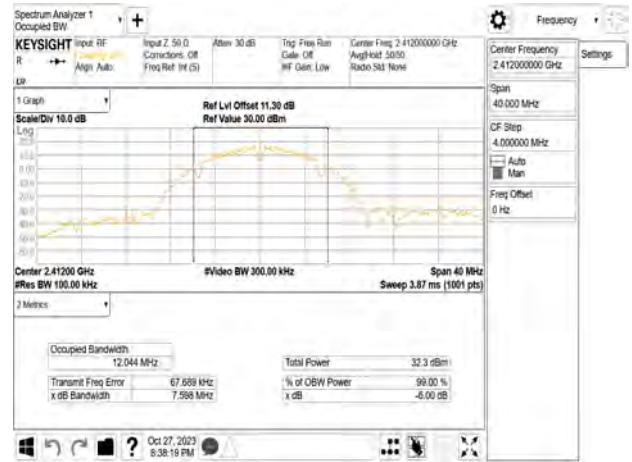 Spectrum Analyzer 1
Occupied BW
Frequency
KEYSIGHT
Input: RF
Input Z: 50 Ω
Atten: 30 dB
Trig: Free Run
Center Freq: 2.412000000 GHz
R
Corrections: Off
Gate: Off
Avg|Hold: 50/50
Align: Auto
Freq Ref: Int (S)
#IF Gain: Low
Radio Std: None
Center Frequency
2.412000000 GHz
Settings
Span
40.000 MHz
CF Step
4.000000 MHz
Auto
Man
Freq Offset
0 Hz
1 Graph
Ref Lvl Offset 11.30 dB
Scale/Div 10.0 dB
Ref Value 30.00 dBm
Log
Center 2.41200 GHz
#Video BW 300.00 kHz
Span 40 MHz
#Res BW 100.00 kHz
Sweep 3.87 ms (1001 pts)
2 Metrics
Occupied Bandwidth
12.044 MHz
Total Power
32.3 dBm
Transmit Freq Error
67.689 kHz
% of OBW Power
99.00 %
x dB Bandwidth
7.598 MHz
x dB
-6.00 dB
?
Oct 27, 2023
8:38:19 PM